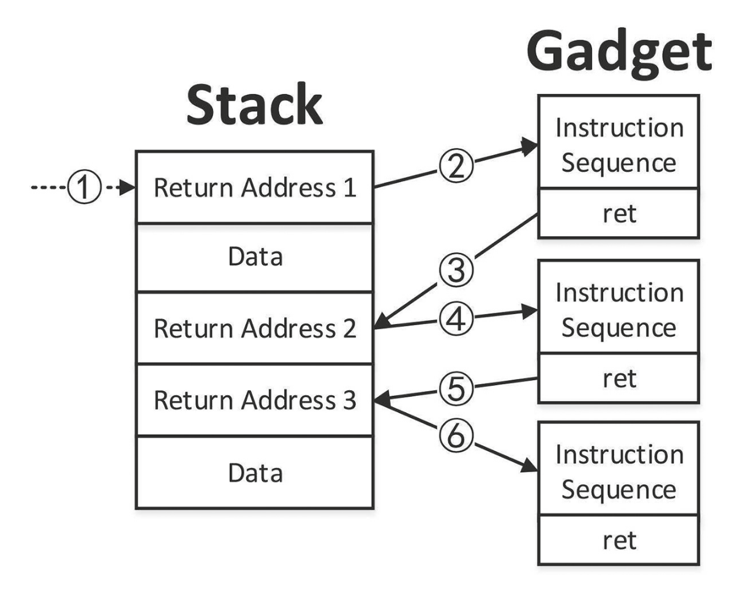 Gadget
Stack
Instruction
Sequence
ret
① 
Return Address 1
②
Data
③
Return Address 2
④
Instruction
Sequence
ret
Return Address 3
⑤
⑥
Data
Instruction
Sequence
ret